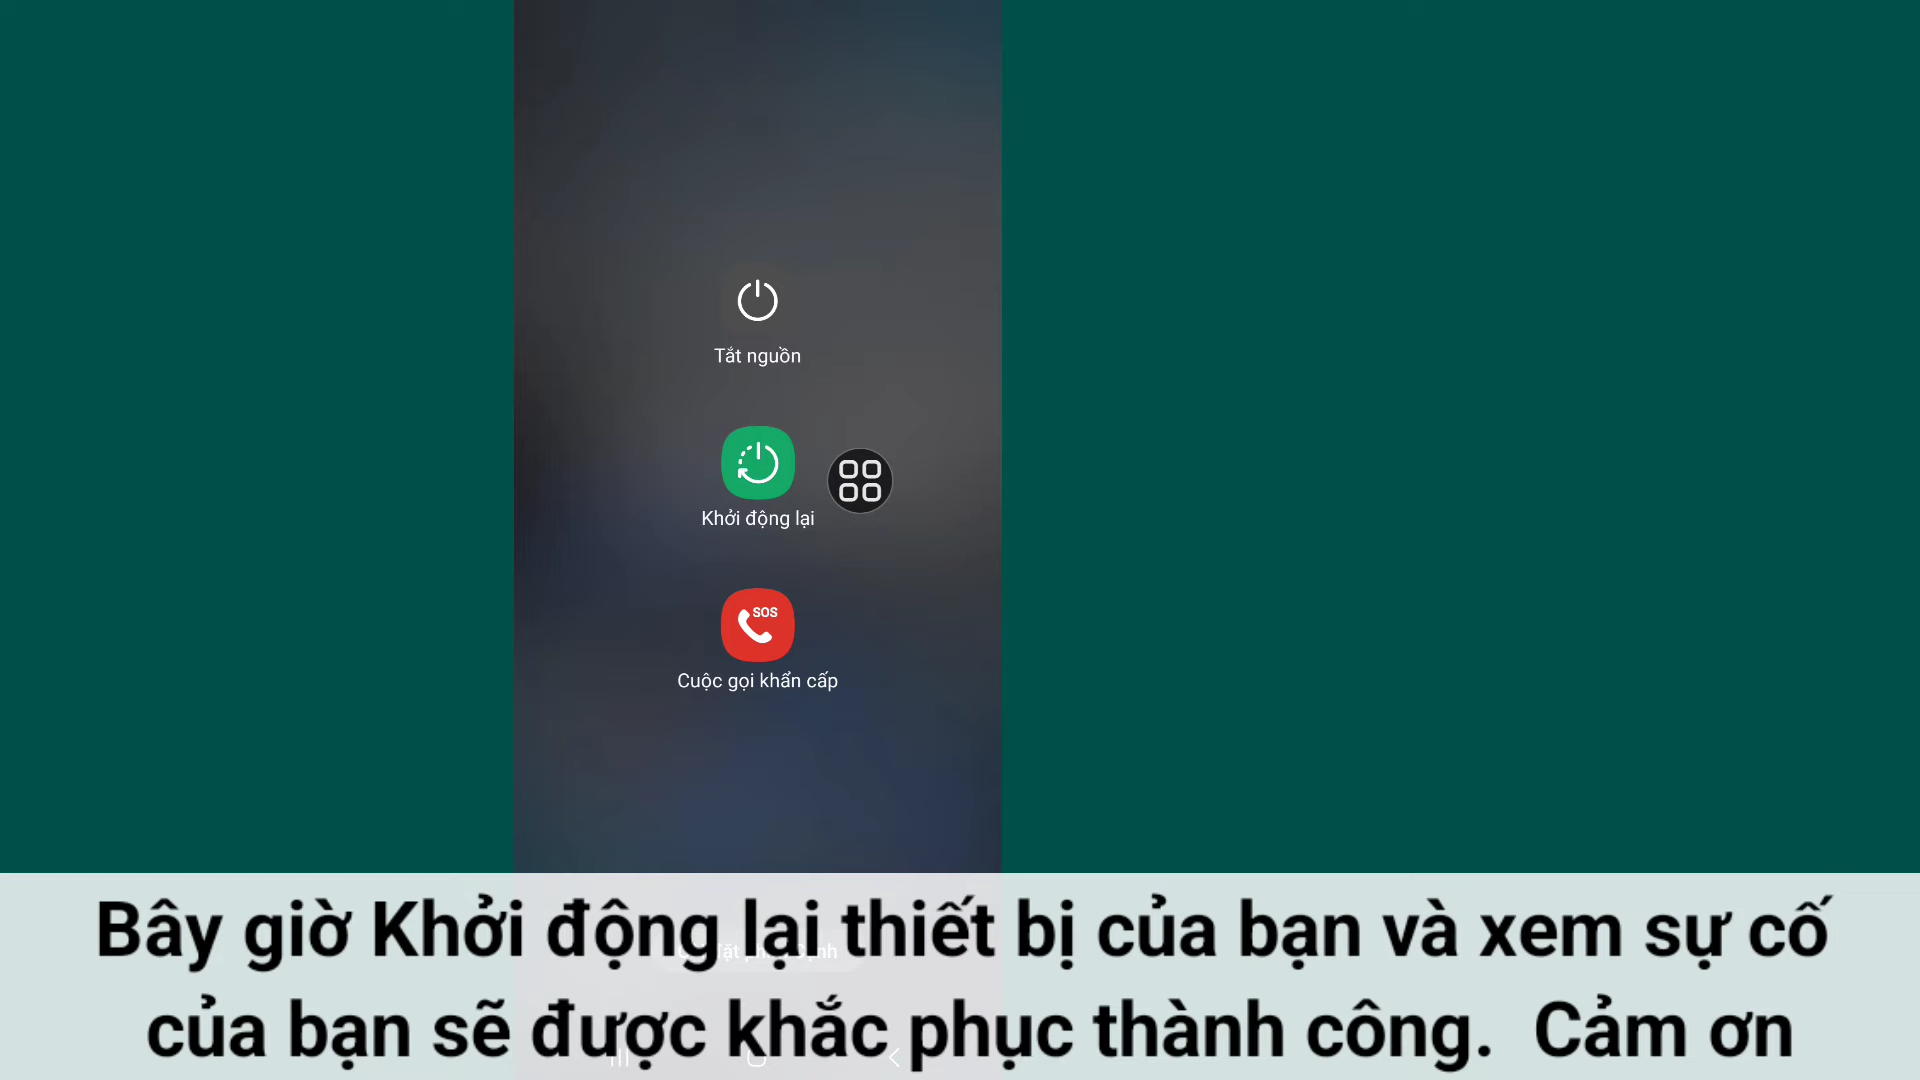 Tắt nguồn
Khởi động lại
SOS
Cuộc gọi khẩn cấp
Bây giờ Khởi động lại thiết bị của bạn và xem sự cố
của bạn sẽ được khắc phục thành công. Cảm ơn